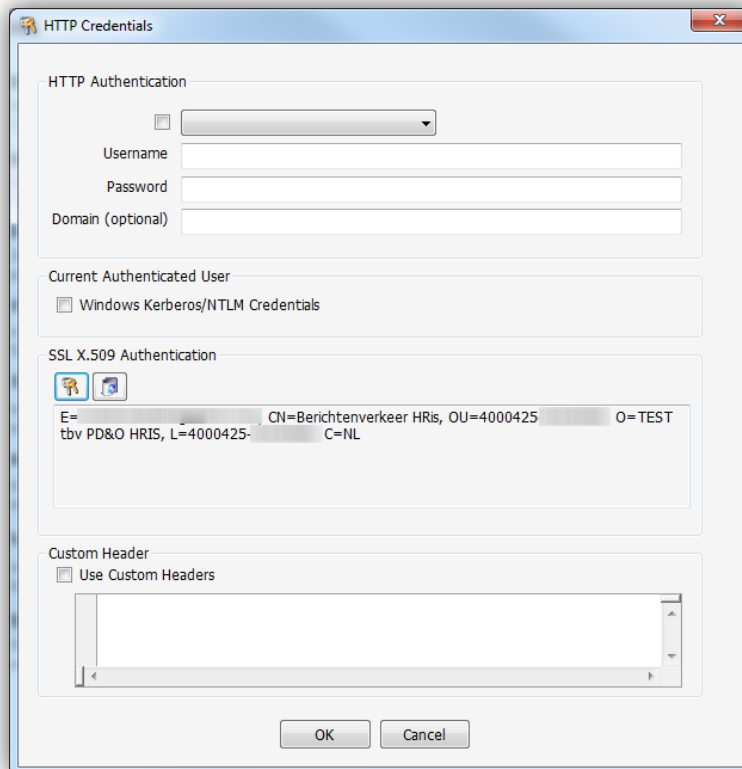 HTTP Credentials
HTTP Authentication
Username
Password
Domain (optional)
Current Authenticated User
Windows Kerberos/NTLM Credentials
SSL X.509 Authentication
E= CN=Berichtenverkeer HRis, OU=4000425- O=TEST
tbv PD&O HRIS, L=4000425- C=NL
Custom Header
Use Custom Headers
OK
Cancel